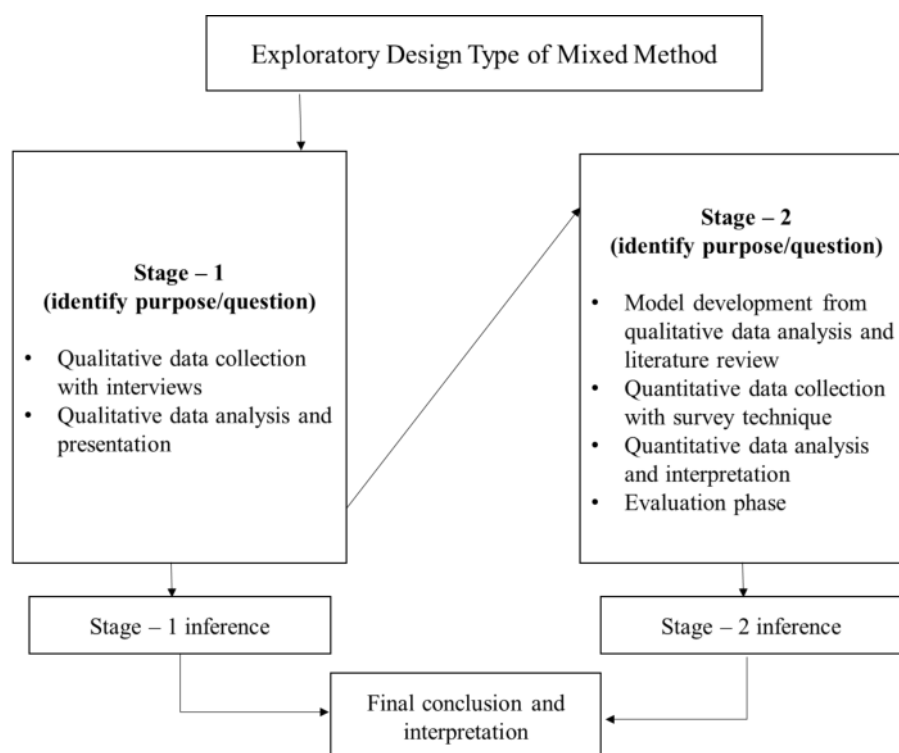 Exploratory Design Type of Mixed Method
Stage – 1
(identify purpose/question)
• Qualitative data collection
with interviews
• Qualitative data analysis and
presentation
Stage – 2
(identify purpose/question)
• Model development from
qualitative data analysis and
literature review
• Quantitative data collection
with survey technique
• Quantitative data analysis
and interpretation
• Evaluation phase
Stage – 1 inference
Stage – 2 inference
Final conclusion and
interpretation